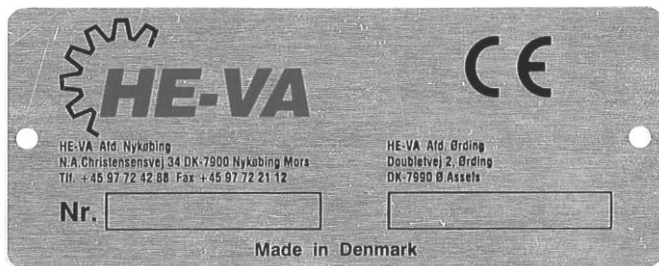 HE-VA
CE
HE-VA Afd. Nykøbing
N.A.Christensensvej 34 DK-7900 Nykøbing Mors
Tlf. +45 97 72 42 88 Fax +45 97 72 21 12
HE-VA Afd. Ørding
Doubletvej 2, Ørding
DK-7990 Ø.Assels
Nr.
Made in Denmark